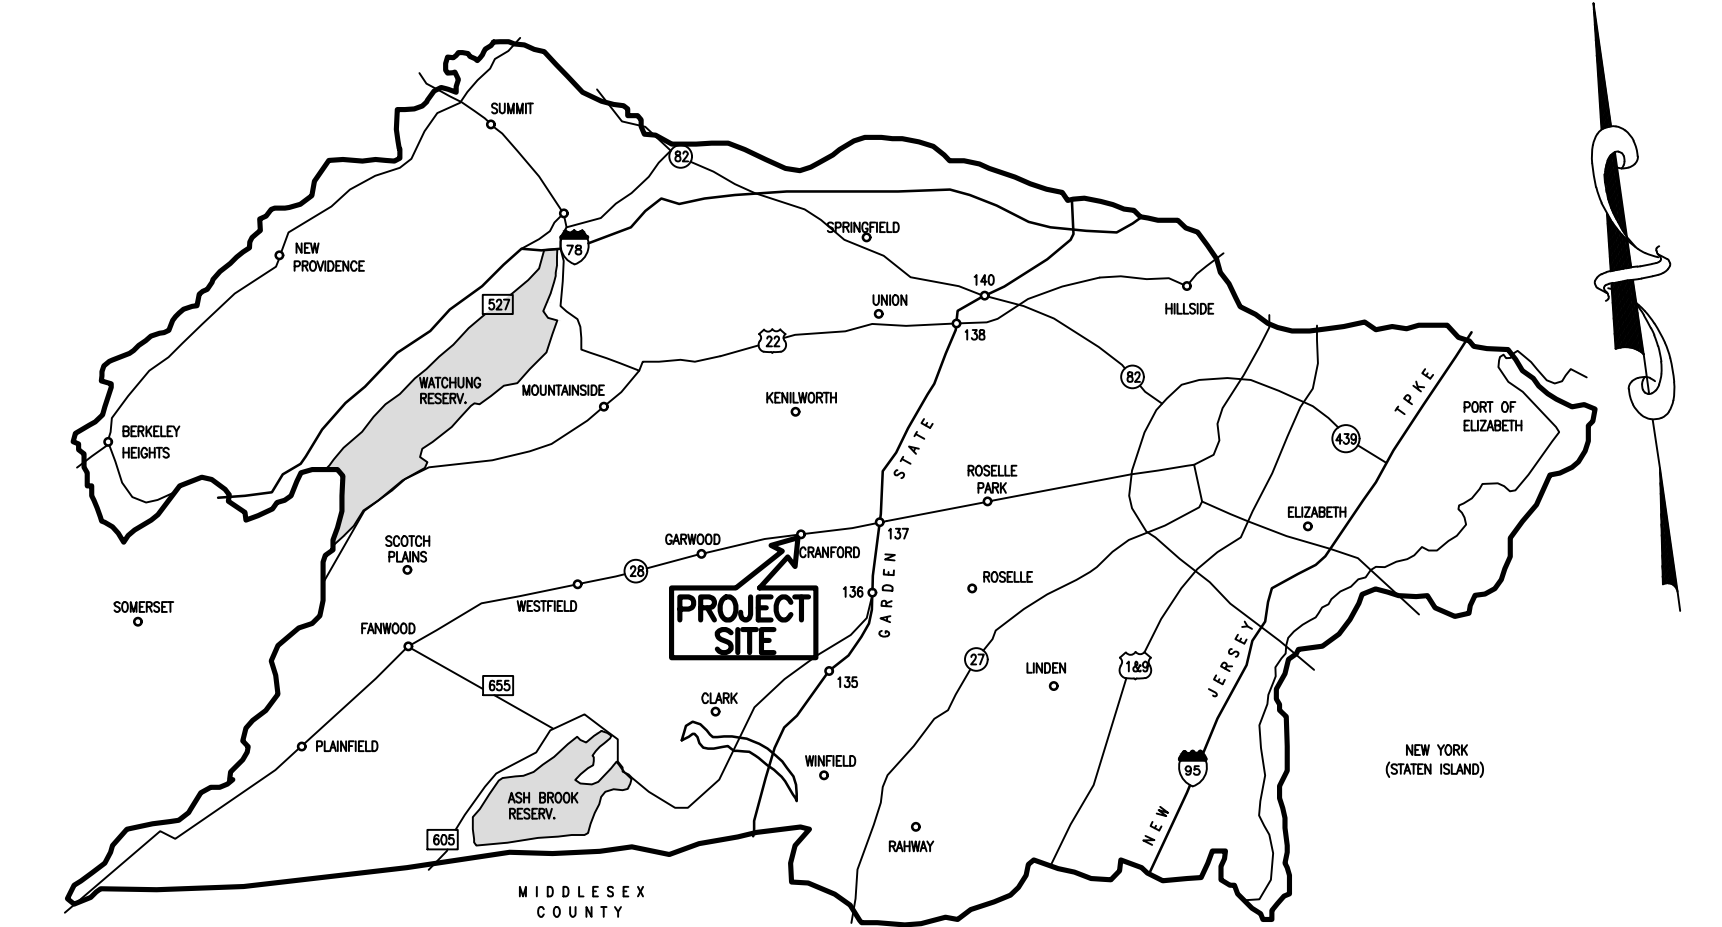 SUMMIT
82
SPRINGFIELD
NEW
PROVIDENCE
78
140
527
UNION
HILLSIDE
138
22
WATCHUNG
RESERV.
MOUNTAINSIDE
82
TPKE
KENILWORTH
PORT OF
ELIZABETH
BERKELEY
HEIGHTS
439
STATE
ROSELLE
PARK
ELIZABETH
137
SCOTCH
PLAINS
GARWOOD
CRANFORD
28
GARDEN
ROSELLE
136
SOMERSET
WESTFIELD
PROJECT
SITE
FANWOOD
27
LINDEN
1&9
JERSEY
655
135
CLARK
PLAINFIELD
WINFIELD
NEW YORK
(STATEN ISLAND)
95
ASH BROOK
RESERV.
605
RAHWAY
NEW
MIDDLESEX
COUNTY